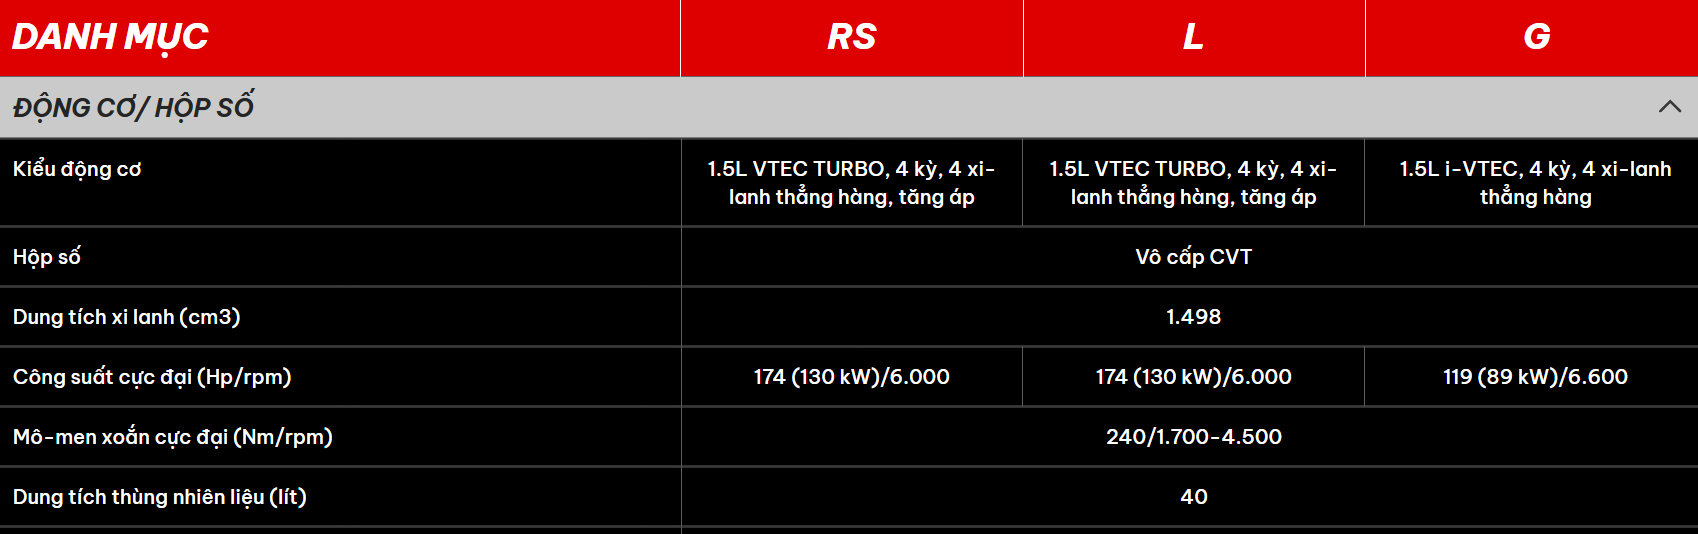 DANH MỤC RS L G
ĐỘNG CƠ/ HỘP SỐ
Kiểu động cơ 1.5L VTEC TURBO, 4 kỳ, 4 xi- 1.5L VTEC TURBO, 4 kỳ, 4 xi- 1.5L i-VTEC, 4 kỳ, 4 xi-lanh
lanh thẳng hàng, tăng áp lanh thẳng hàng, tăng áp thẳng hàng
Hộp số Vô cấp CVT
Dung tích xi lanh (cm3) 1.498
Công suất cực đại (Hp/rpm) 174 (130 kW)/6.000 174 (130 kW)/6.000 119 (89 kW)/6.600
Mô-men xoắn cực đại (Nm/rpm) 240/1.700-4.500
Dung tích thùng nhiên liệu (lít) 40